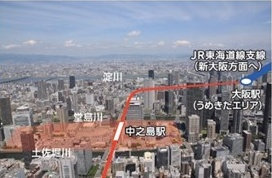 JR東海道線支線
(新大阪方面へ)
淀川
大阪駅
(うめきたエリア)
堂島川
中之島駅
土佐堀川